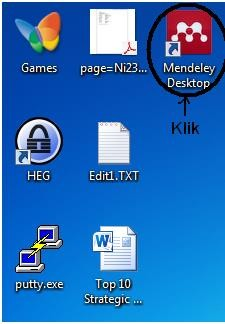 Games
page=Ni23...
Mendeley
Desktop
Klik
HEG
Edit1.TXT
putty.exe
Top 10
Strategic ...